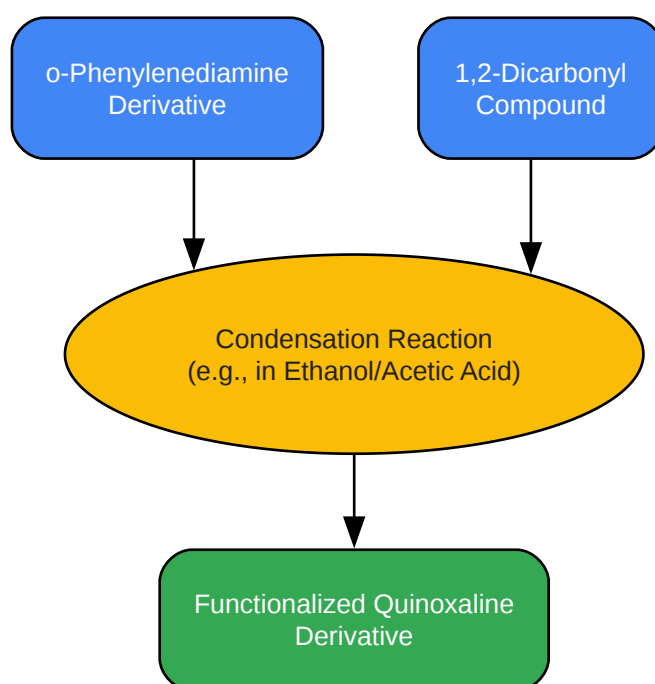 o-Phenylenediamine
Derivative
1,2-Dicarbonyl
Compound
Condensation Reaction
(e.g., in Ethanol/Acetic Acid)
Functionalized Quinoxaline
Derivative